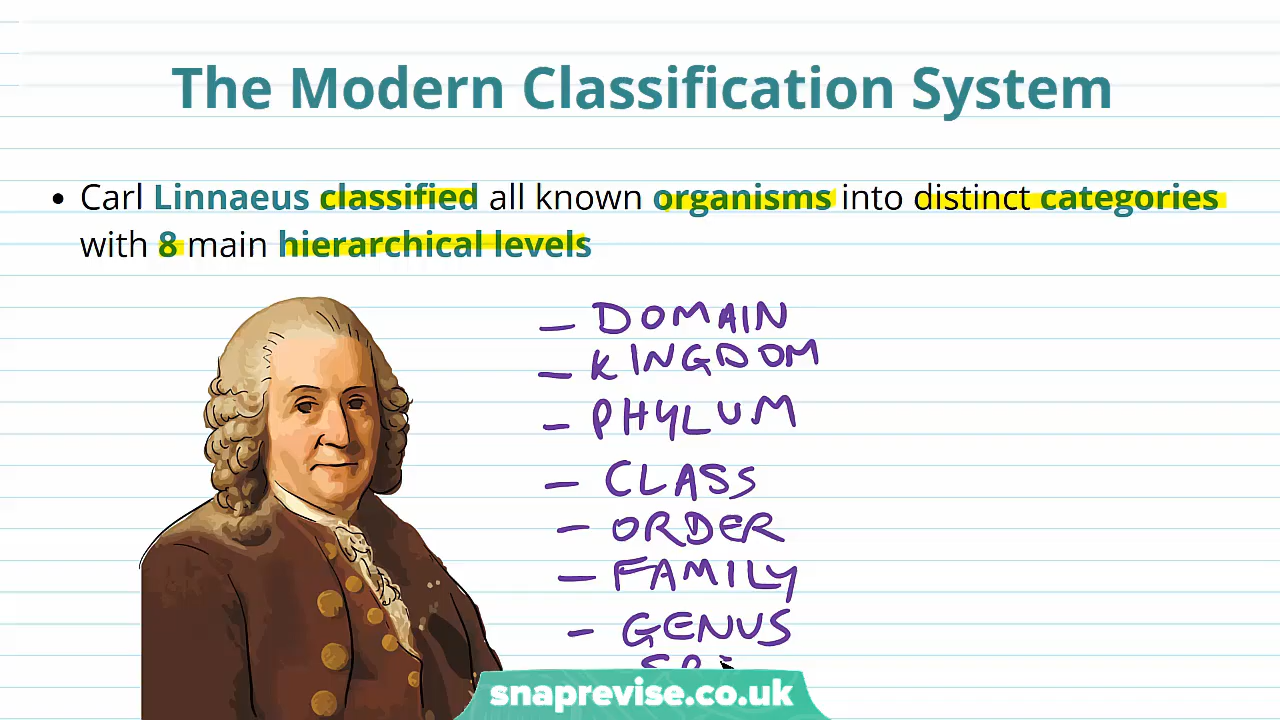 The Modern Classification System
• Carl Linnaeus classified all known organisms into distinct categories
with 8 main hierarchical levels
– DOMAIN
– KINGDOM
– PHYLUM
– CLASS
– ORDER
– FAMILY
– GENUS
snaprevise.co.uk